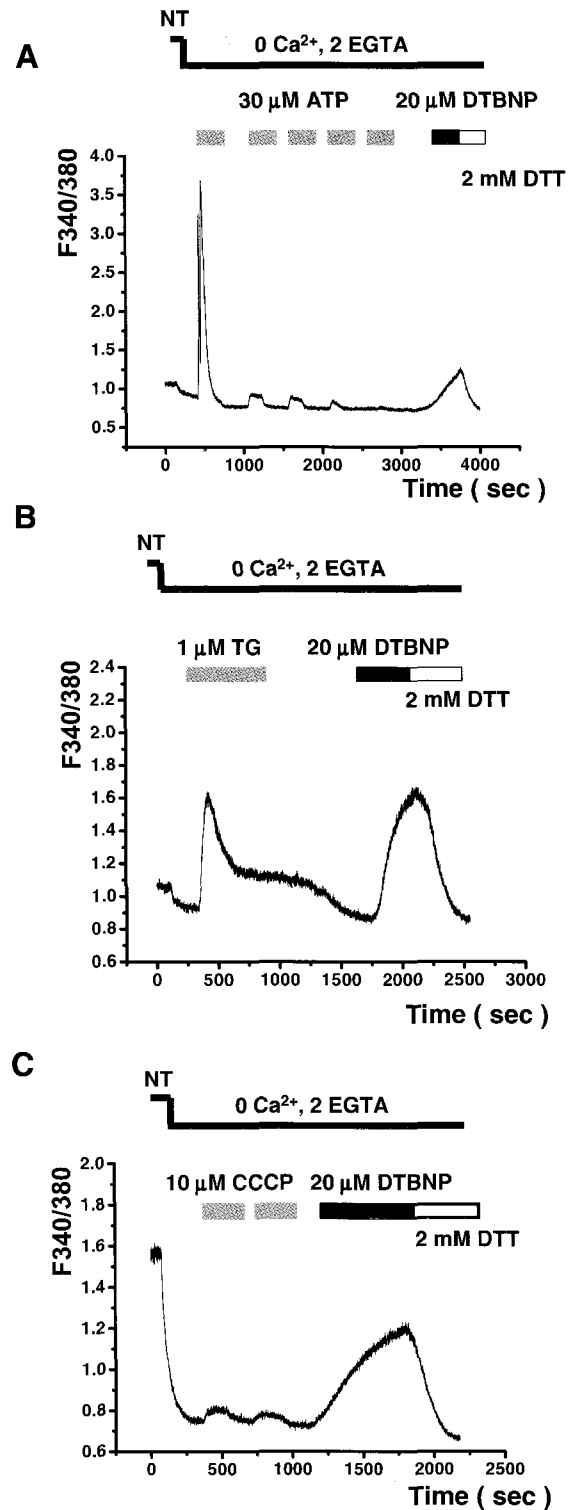 A
NT
0 Ca²⁺, 2 EGTA
30 μM ATP 20 μM DTBNP
2 mM DTT
F340/380
4.0
3.5
3.0
2.5
2.0
1.5
1.0
0.5
0 1000 2000 3000 4000
Time ( sec )
B
NT
0 Ca²⁺, 2 EGTA
1 μM TG 20 μM DTBNP
2 mM DTT
F340/380
2.4
2.2
2.0
1.8
1.6
1.4
1.2
1.0
0.8
0.6
0 500 1000 1500 2000 2500 3000
Time ( sec )
C
NT
0 Ca²⁺, 2 EGTA
10 μM CCCP 20 μM DTBNP
2 mM DTT
F340/380
2.0
1.8
1.6
1.4
1.2
1.0
0.8
0.6
0 500 1000 1500 2000 2500
Time ( sec )